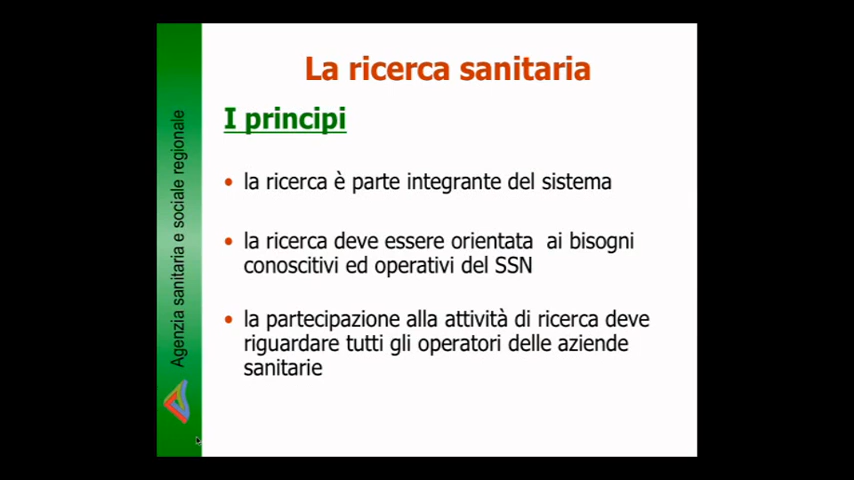 La ricerca sanitaria
I principi
• la ricerca è parte integrante del sistema
• la ricerca deve essere orientata ai bisogni
conoscitivi ed operativi del SSN
• la partecipazione alla attività di ricerca deve
riguardare tutti gli operatori delle aziende
sanitarie
Agenzia sanitaria e sociale regionale